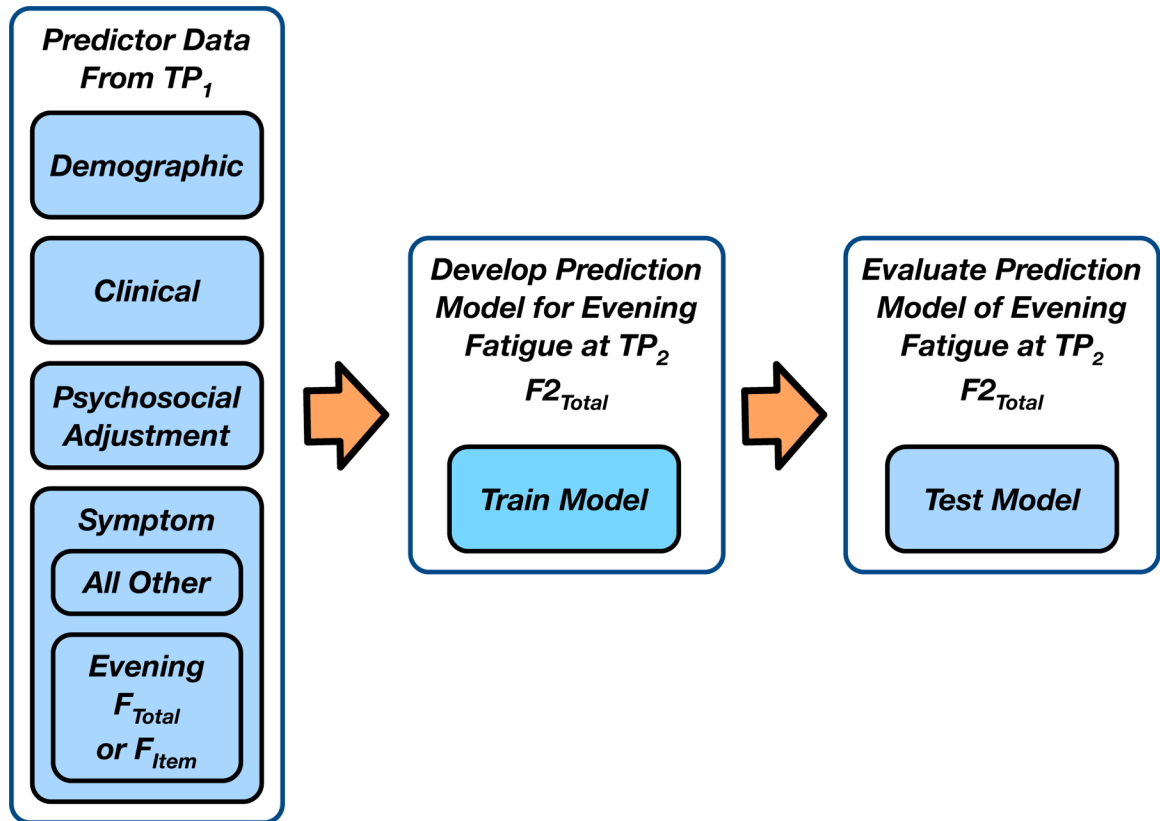 Predictor Data
From TP1
Demographic
Clinical
Psychosocial
Adjustment
Symptom
All Other
Evening
FTotal
or FItem
Develop Prediction
Model for Evening
Fatigue at TP2
F2Total
Train Model
Evaluate Prediction
Model of Evening
Fatigue at TP2
F2Total
Test Model